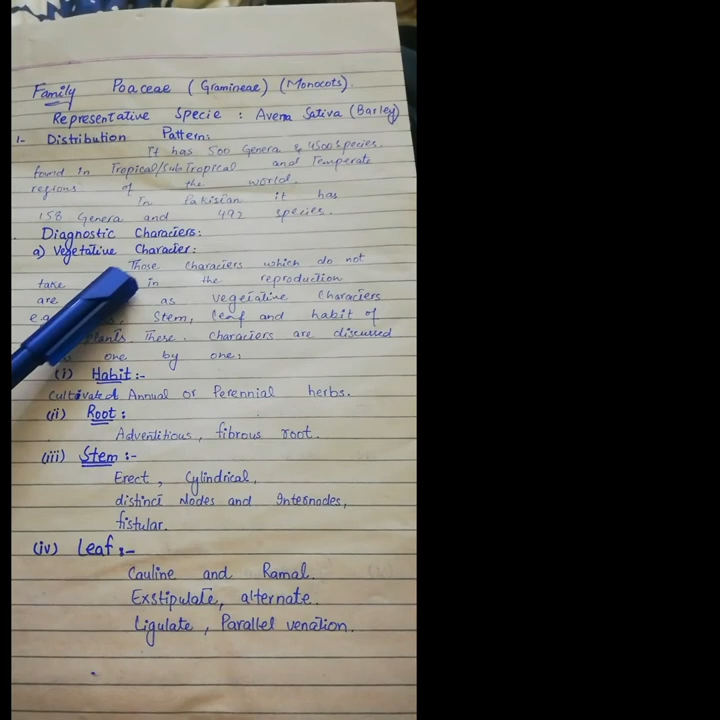 Family Poaceae (Gramineae) (Monocots).
Representative Specie : Avena Sativa (Barley)
1- Distribution Pattern:
It has 500 Genera & 4500 species.
found in Tropical/SubTropical and Temperate
regions of the world.
In Pakistan it has
158 Genera and 492 species.
Diagnostic Characters:
a) Vegetative Character:
Those characters which do not
take in the reproduction
are as vegetative characters
e.g. Stem, leaf and habit of
Plants. These characters are discussed
one by one:
(i) Habit:-
Cultivated Annual or Perennial herbs.
(ii) Root:
Adventitious, fibrous root.
(iii) Stem:-
Erect, Cylindrical,
distinct Nodes and Internodes,
fistular.
(iv) Leaf:-
Cauline and Ramal.
Exstipulate, alternate.
Ligulate, Parallel venation.